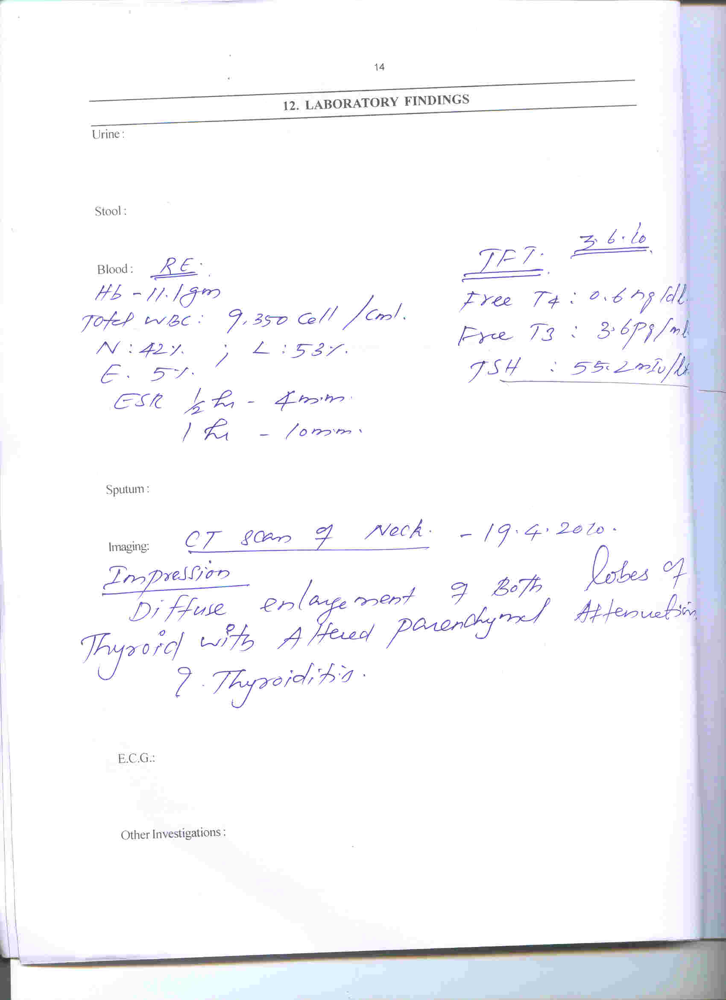 14
12. LABORATORY FINDINGS
Urine :
Stool :
3.6.10
Blood : RE.
TFT.
Hb - 11.1gm
Free T4 : 0.6 ng/dl
Total WBC : 9,350 Cell /Cml.
Free T3 : 3.6pg/ml
N : 42%. ; L : 53%.
TSH : 55.2mIu/lt
E. 5%.
ESR ½ hr - 4mm.
1 hr - 10mm.
Sputum :
Imaging: CT scan of Neck. - 19.4.2010.
Impression
Diffuse enlargement of Both lobes of
Thyroid with Altered parenchymal Attenuation
? Thyroiditis.
E.C.G.:
Other Investigations :